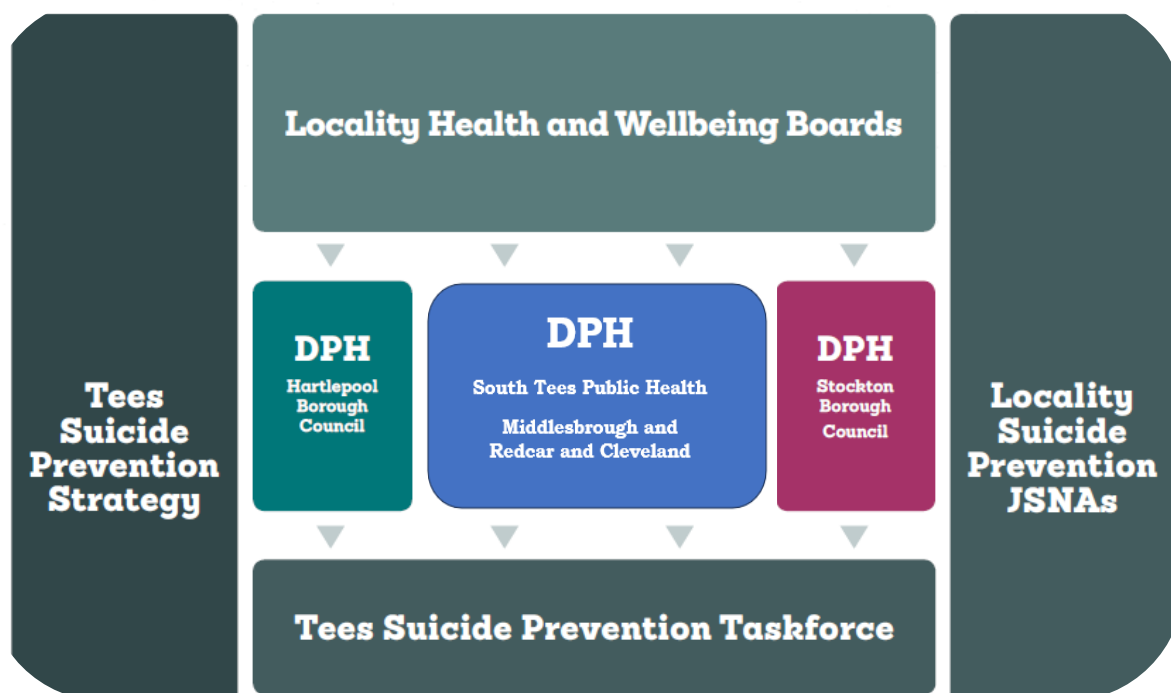 Locality Health and Wellbeing Boards
DPH
Hartlepool
Borough
Council
DPH
South Tees Public Health
Middlesbrough and
Redcar and Cleveland
DPH
Stockton
Borough
Council
Tees
Suicide
Prevention
Strategy
Locality
Suicide
Prevention
JSNAs
Tees Suicide Prevention Taskforce